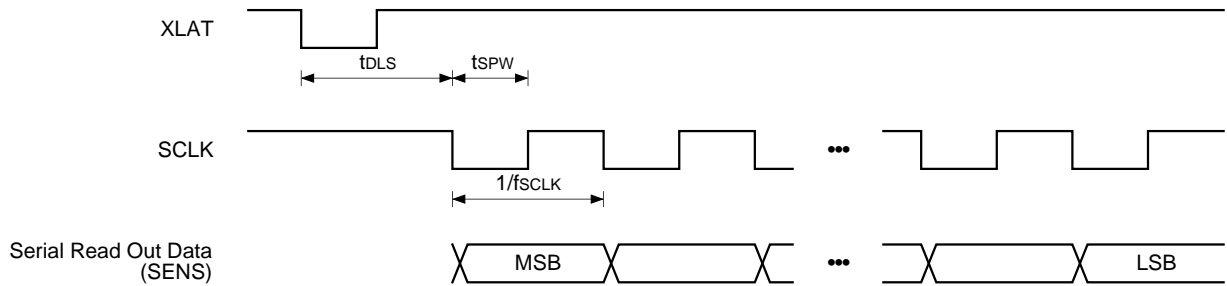 XLAT
tDLS
tSPW
SCLK
•••
1/fSCLK
Serial Read Out Data
(SENS)
MSB
•••
LSB